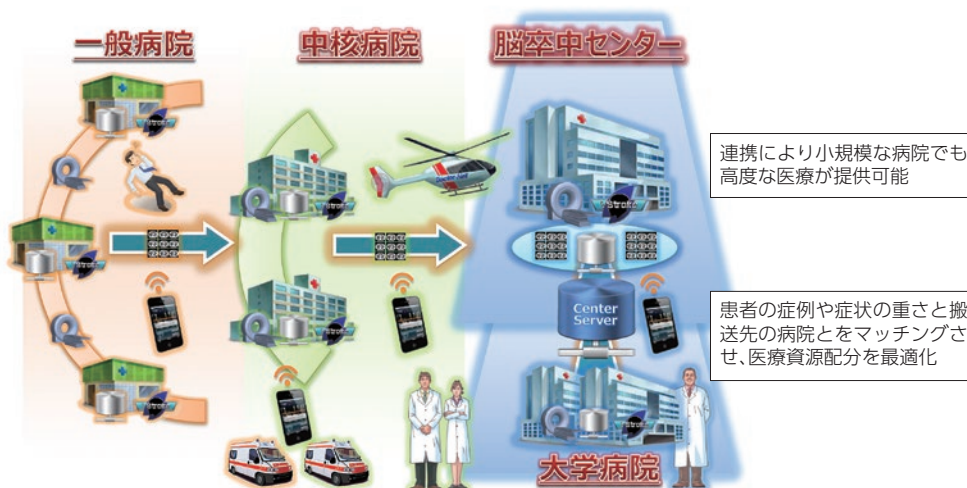 一般病院
中核病院
脳卒中センター
連携により小規模な病院でも
高度な医療が提供可能
Center
Server
患者の症例や症状の重さと搬
送先の病院とをマッチングさ
せ、医療資源配分を最適化
大学病院